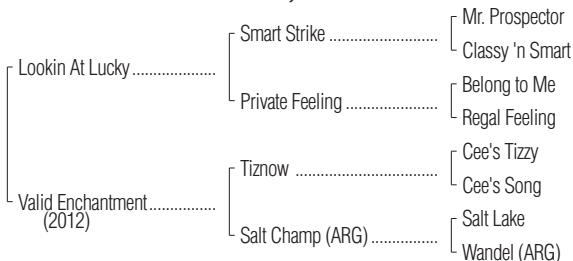 Mr. Prospector
Smart Strike ........................
Classy 'n Smart
Lookin At Lucky ...................
Belong to Me
Private Feeling ....................
Regal Feeling
Cee's Tizzy
Tiznow ................................
Cee's Song
Valid Enchantment ...............
(2012)
Salt Lake
Salt Champ (ARG) ...............
Wandel (ARG)